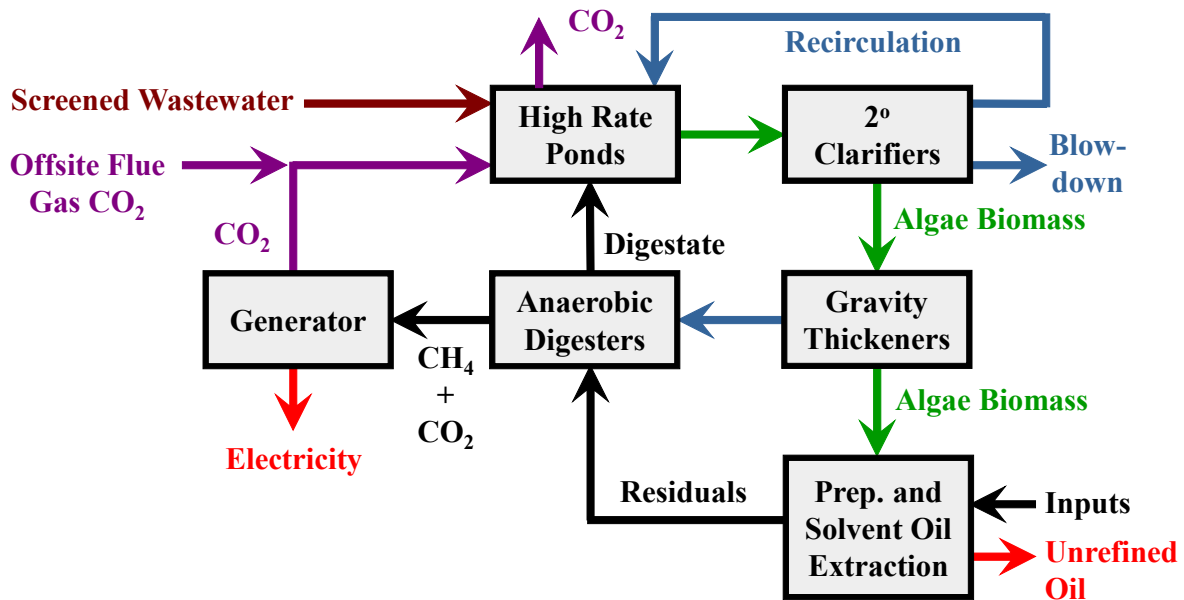 CO₂
Recirculation
Screened Wastewater
High Rate
Ponds
2º
Clarifiers
Offsite Flue
Gas CO₂
Blow-
down
CO₂
Digestate
Algae Biomass
Generator
Anaerobic
Digesters
Gravity
Thickeners
CH₄
+
CO₂
Algae Biomass
Electricity
Residuals
Prep. and
Solvent Oil
Extraction
Inputs
Unrefined
Oil